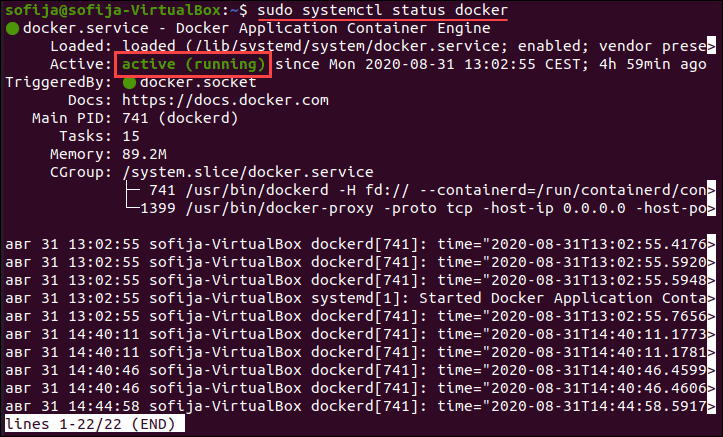 sofija@sofija-VirtualBox:~$ sudo systemctl status docker
●docker.service - Docker Application Container Engine
Loaded: loaded (/lib/systemd/system/docker.service; enabled; vendor prese>
Active: active (running) since Mon 2020-08-31 13:02:55 CEST; 4h 59min ago
TriggeredBy: ●docker.socket
Docs: https://docs.docker.com
Main PID: 741 (dockerd)
Tasks: 15
Memory: 89.2M
CGroup: /system.slice/docker.service
├─ 741 /usr/bin/dockerd -H fd:// --containerd=/run/containerd/con>
└─1399 /usr/bin/docker-proxy -proto tcp -host-ip 0.0.0.0 -host-po>
авг 31 13:02:55 sofija-VirtualBox dockerd[741]: time="2020-08-31T13:02:55.4176>
авг 31 13:02:55 sofija-VirtualBox dockerd[741]: time="2020-08-31T13:02:55.5920>
авг 31 13:02:55 sofija-VirtualBox dockerd[741]: time="2020-08-31T13:02:55.5948>
авг 31 13:02:55 sofija-VirtualBox systemd[1]: Started Docker Application Conta>
авг 31 13:02:55 sofija-VirtualBox dockerd[741]: time="2020-08-31T13:02:55.7656>
авг 31 14:40:11 sofija-VirtualBox dockerd[741]: time="2020-08-31T14:40:11.1773>
авг 31 14:40:11 sofija-VirtualBox dockerd[741]: time="2020-08-31T14:40:11.1781>
авг 31 14:40:46 sofija-VirtualBox dockerd[741]: time="2020-08-31T14:40:46.4599>
авг 31 14:40:46 sofija-VirtualBox dockerd[741]: time="2020-08-31T14:40:46.4606>
авг 31 14:44:58 sofija-VirtualBox dockerd[741]: time="2020-08-31T14:44:58.5917>
lines 1-22/22 (END)